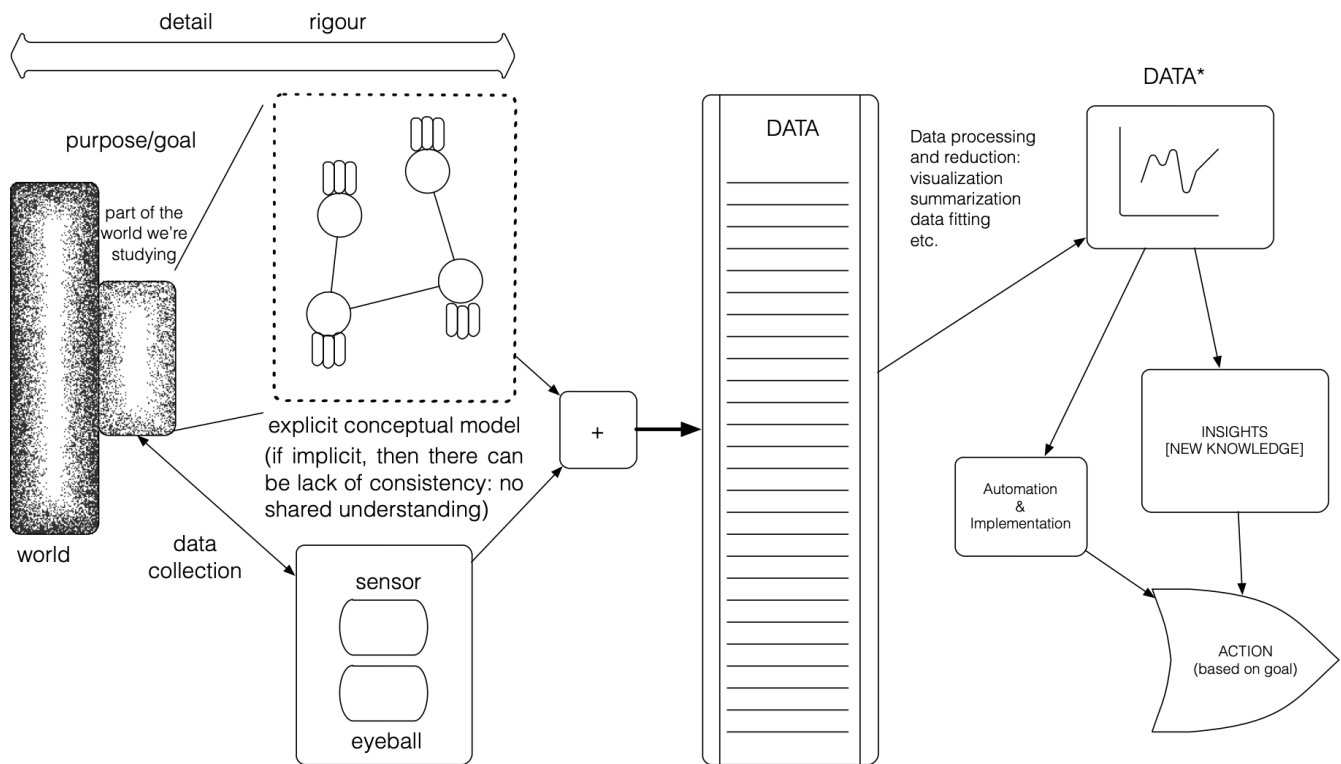 detail rigour
purpose/goal
part of the
world we're
studying
world
explicit conceptual model
(if implicit, then there can
be lack of consistency: no
shared understanding)
data
collection
sensor
eyeball
+
DATA
Data processing
and reduction:
visualization
summarization
data fitting
etc.
DATA*
Automation
&
Implementation
INSIGHTS
[NEW KNOWLEDGE]
ACTION
(based on goal)